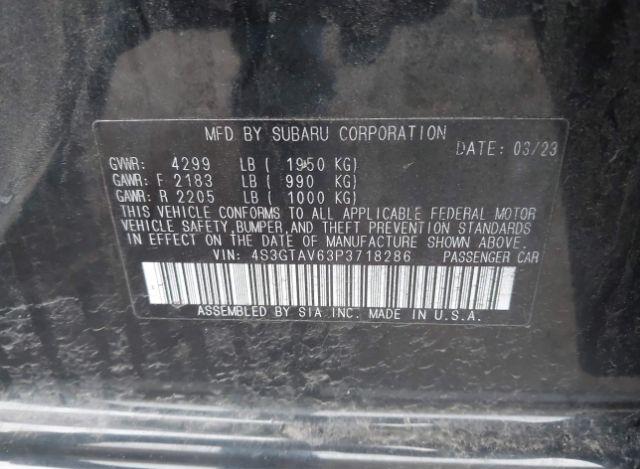 MFD BY SUBARU CORPORATION
DATE: 03/23
GVWR: 4299 LB ( 1950 KG)
GAWR: F 2183 LB ( 990 KG)
GAWR: R 2205 LB ( 1000 KG)
THIS VEHICLE CONFORMS TO ALL APPLICABLE FEDERAL MOTOR
VEHICLE SAFETY,BUMPER,AND THEFT PREVENTION STANDARDS
IN EFFECT ON THE DATE OF MANUFACTURE SHOWN ABOVE.
VIN: 4S3GTAV63P3718286 PASSENGER CAR
ASSEMBLED BY SIA INC. MADE IN U.S.A.